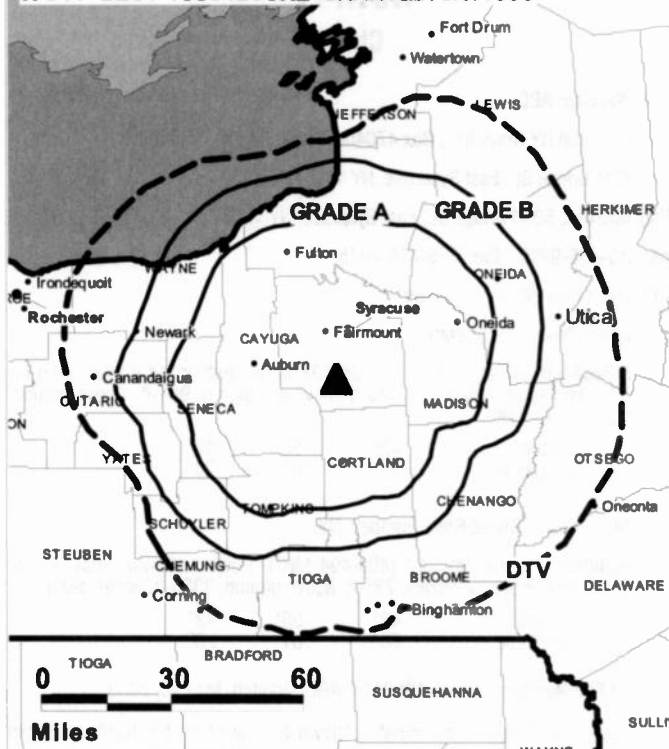 Fort Drum
Watertown
JEFFERSON
LEWIS
GRADE A
GRADE B
HERKIMER
Fulton
WAYNE
ONEIDA
Irondequoit
Rochester
Syracuse
Utica
Newark
Fairmount
Oneida
CAYUGA
Auburn
Canandaigua
ONTARIO
SENECA
MADISON
YATES
CORTLAND
OTSEGO
TOMPKINS
CHENANGO
Oneonta
SCHUYLER
STEUBEN
CHEMUNG
TIOGA
BROOME
DTV
DELAWARE
Corning
Binghamton
TIOGA
BRADFORD
0 30 60
SUSQUEHANNA
Miles